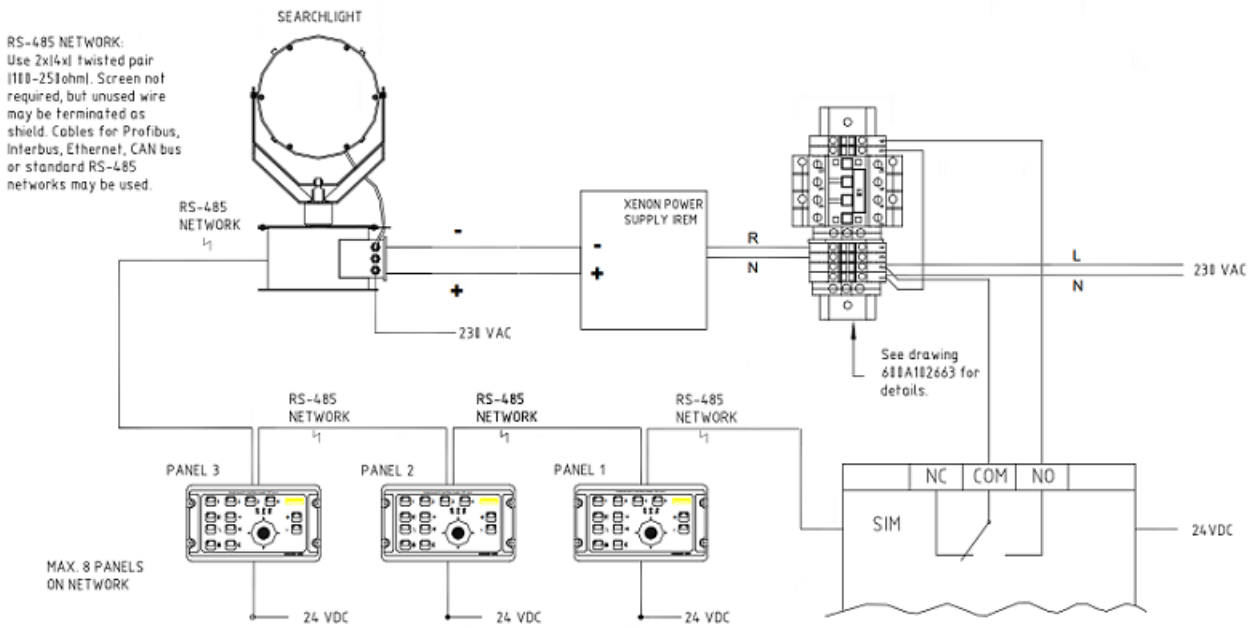 SEARCHLIGHT
RS-485 NETWORK:
Use 2x|4x| twisted pair
|100-250ohm|. Screen not
required, but unused wire
may be terminated as
shield. Cables for Profibus,
Interbus, Ethernet, CAN bus
or standard RS-485
networks may be used.
RS-485
NETWORK
XENON POWER
SUPPLY IREM
-
+
-
+
R
N
L
N
230 VAC
230 VAC
See drawing
600A102663 for
details.
RS-485
NETWORK
RS-485
NETWORK
RS-485
NETWORK
PANEL 3
PANEL 2
PANEL 1
NC
COM
NO
SIM
24VDC
MAX. 8 PANELS
ON NETWORK
24 VDC
24 VDC
24 VDC